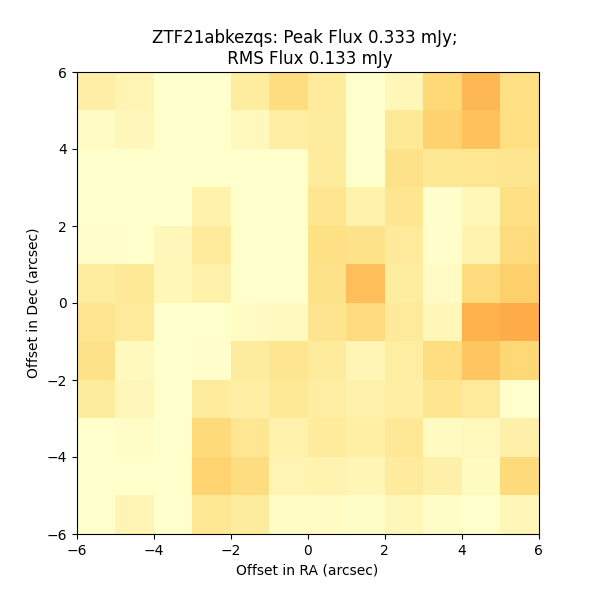 ZTF21abkezqs: Peak Flux 0.333 mJy;
RMS Flux 0.133 mJy
6
4
2
0
−2
−4
−6
Offset in Dec (arcsec)
−6 −4 −2 0 2 4 6
Offset in RA (arcsec)